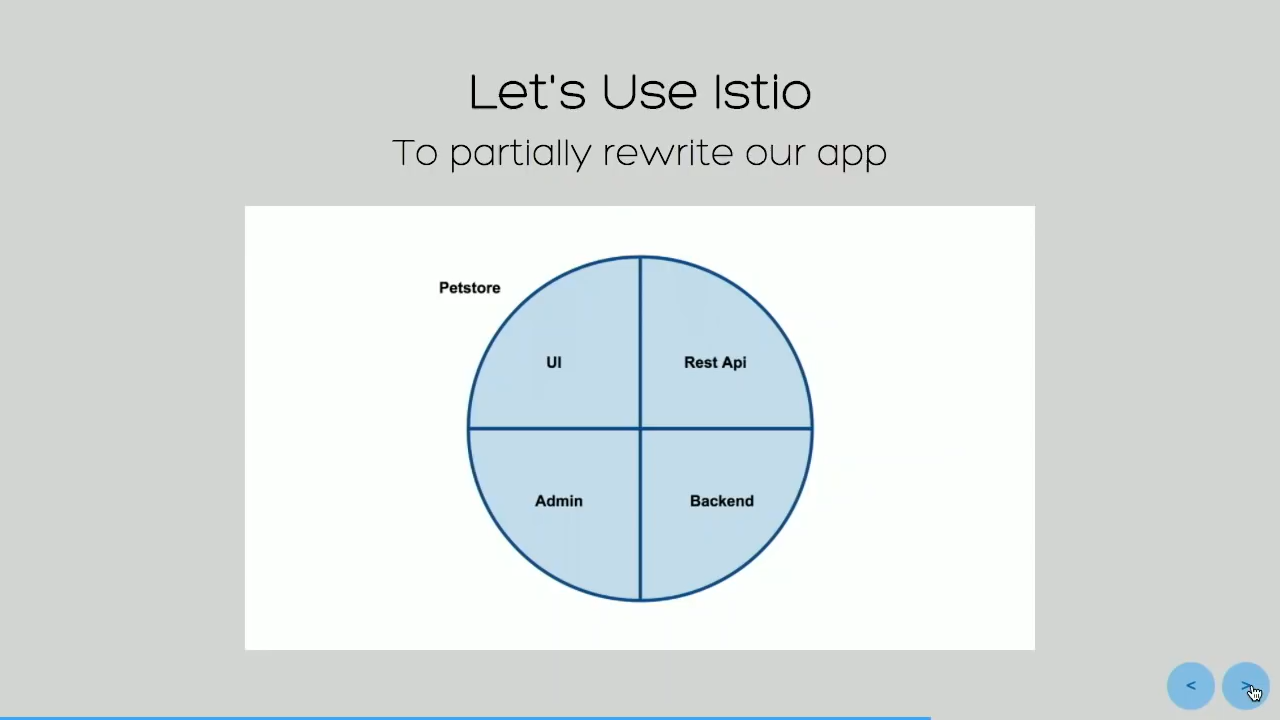 Let's Use Istio
To partially rewrite our app
Petstore
UI
Rest Api
Admin
Backend
< >